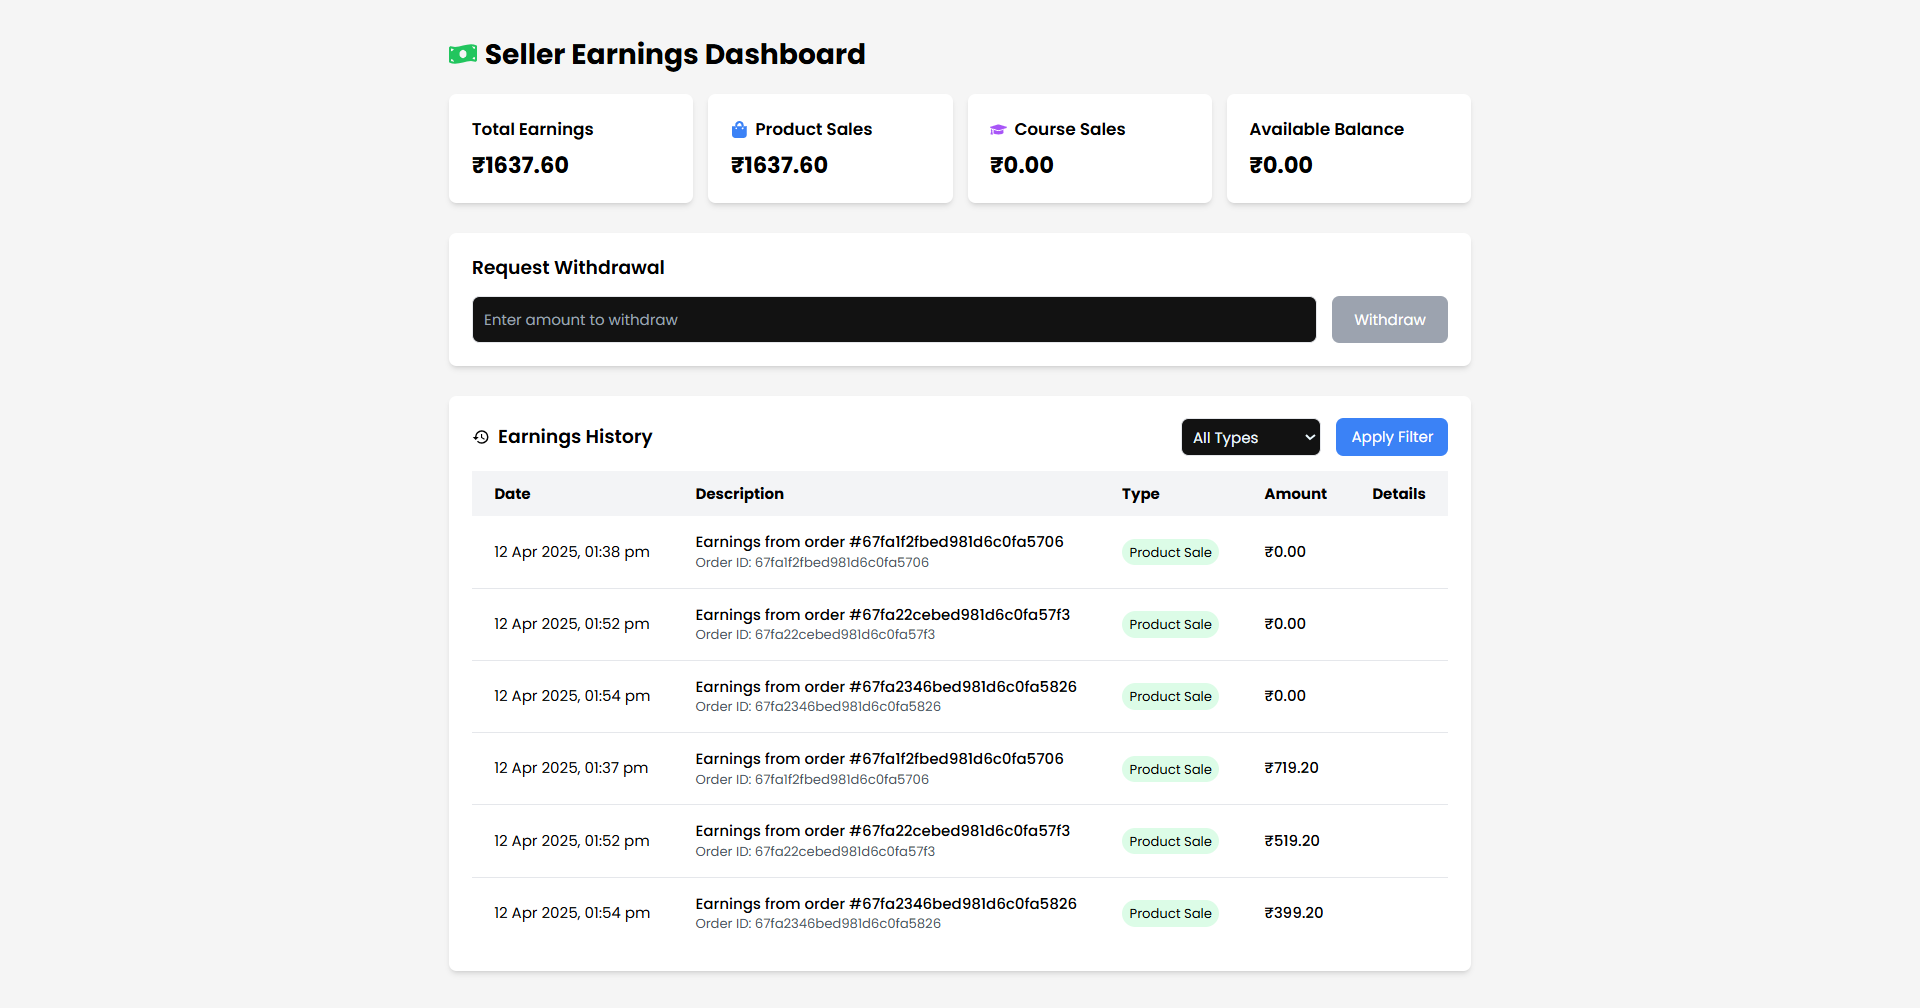 Seller Earnings Dashboard
Total Earnings
₹1637.60
Product Sales
₹1637.60
Course Sales
₹0.00
Available Balance
₹0.00
Request Withdrawal
Enter amount to withdraw
Withdraw
Earnings History
All Types
Apply Filter
Date Description Type Amount Details
12 Apr 2025, 01:38 pm Earnings from order #67fa1f2fbed981d6c0fa5706 Product Sale ₹0.00
Order ID: 67fa1f2fbed981d6c0fa5706
12 Apr 2025, 01:52 pm Earnings from order #67fa22cebed981d6c0fa57f3 Product Sale ₹0.00
Order ID: 67fa22cebed981d6c0fa57f3
12 Apr 2025, 01:54 pm Earnings from order #67fa2346bed981d6c0fa5826 Product Sale ₹0.00
Order ID: 67fa2346bed981d6c0fa5826
12 Apr 2025, 01:37 pm Earnings from order #67fa1f2fbed981d6c0fa5706 Product Sale ₹719.20
Order ID: 67fa1f2fbed981d6c0fa5706
12 Apr 2025, 01:52 pm Earnings from order #67fa22cebed981d6c0fa57f3 Product Sale ₹519.20
Order ID: 67fa22cebed981d6c0fa57f3
12 Apr 2025, 01:54 pm Earnings from order #67fa2346bed981d6c0fa5826 Product Sale ₹399.20
Order ID: 67fa2346bed981d6c0fa5826